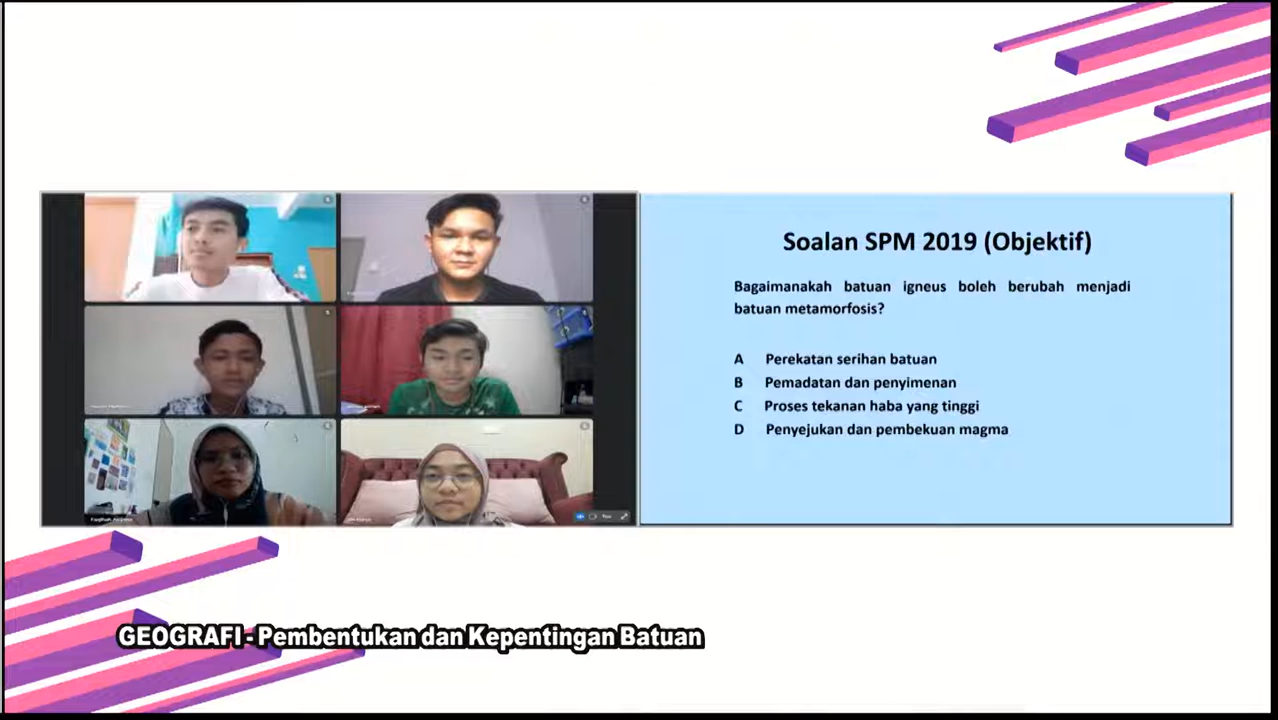 Soalan SPM 2019 (Objektif)
Bagaimanakah batuan igneus boleh berubah menjadi
batuan metamorfosis?
A Perekatan serihan batuan
B Pemadatan dan penyimenan
C Proses tekanan haba yang tinggi
D Penyejukan dan pembekuan magma
GEOGRAFI - Pembentukan dan Kepentingan Batuan